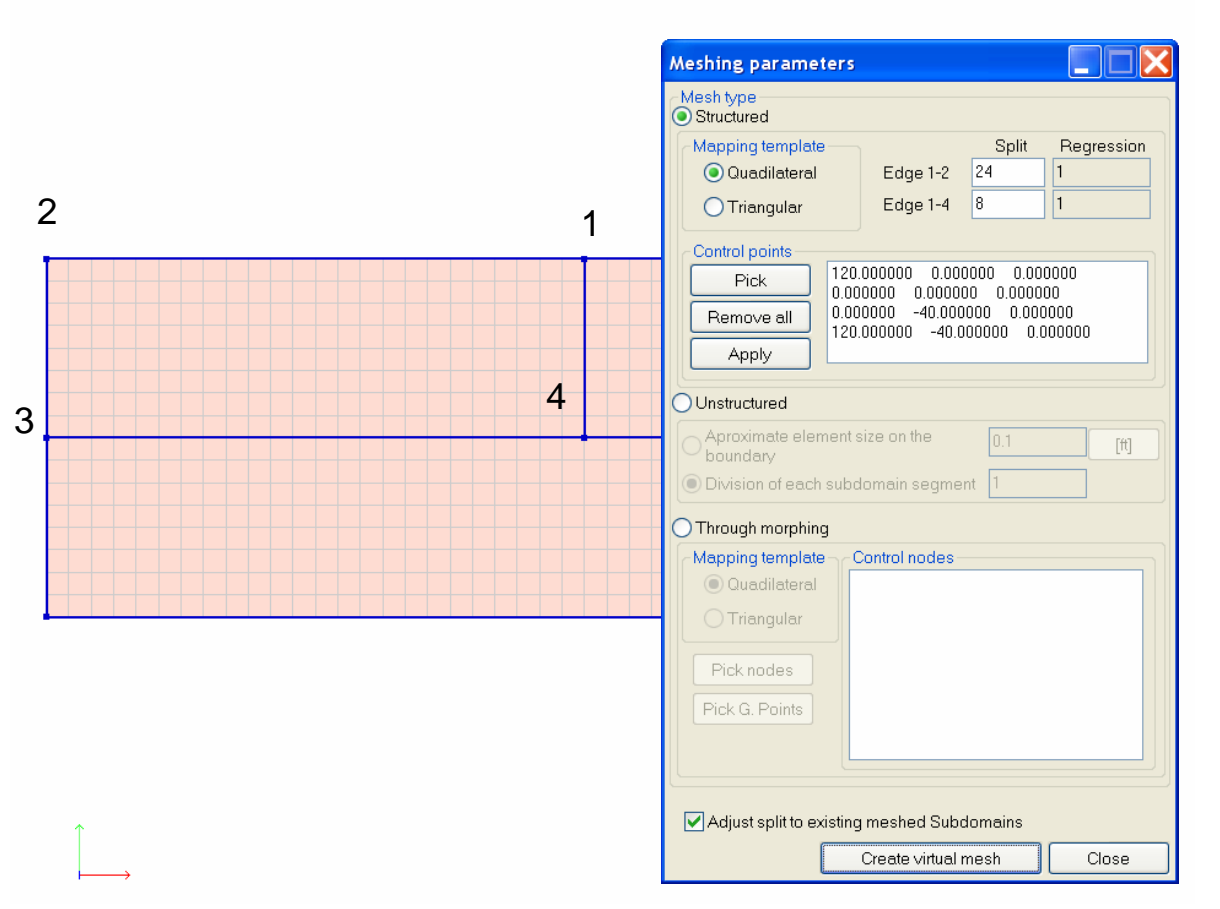 Meshing parameters
Mesh type
Structured
Mapping template
Split Regression
Quadilateral
Edge 1-2 24 1
Triangular
Edge 1-4 8 1
2
1
Control points
Pick
Remove all
Apply
120.000000 0.000000 0.000000
0.000000 0.000000 0.000000
0.000000 -40.000000 0.000000
120.000000 -40.000000 0.000000
4
3
Unstructured
Aproximate element size on the
boundary
0.1 [ft]
Division of each subdomain segment 1
Through morphing
Mapping template
Quadilateral
Triangular
Control nodes
Pick nodes
Pick G. Points
Adjust split to existing meshed Subdomains
Create virtual mesh Close